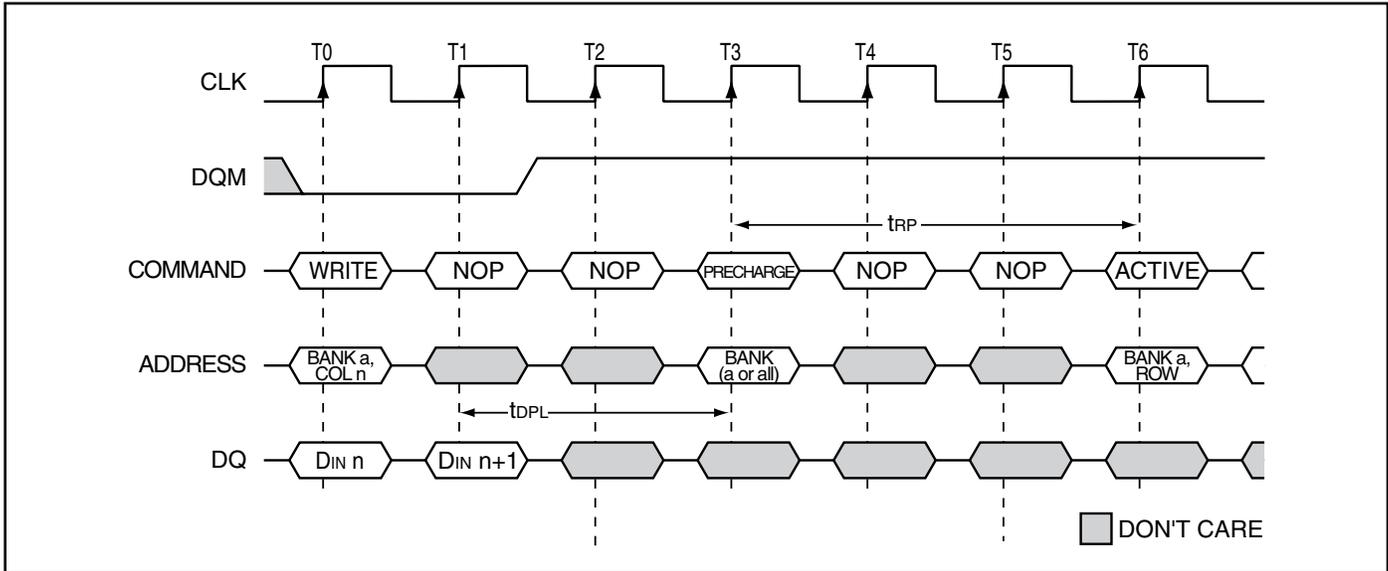 T0 T1 T2 T3 T4 T5 T6
CLK
DQM
tRP
COMMAND WRITE NOP NOP PRECHARGE NOP NOP ACTIVE
ADDRESS BANK a, COL n BANK (a or all) BANK a, ROW
tDPL
DQ DIN n DIN n+1
DON'T CARE